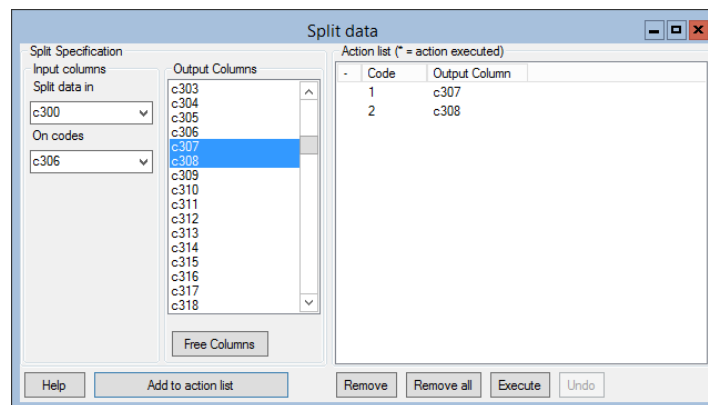 Split data
Split Specification
Input columns
Split data in
c300
On codes
c306
Output Columns
c303
c304
c305
c306
c307
c308
c309
c310
c311
c312
c313
c314
c315
c316
c317
c318
Free Columns
Help
Add to action list
Action list (* = action executed)
- Code Output Column
1 c307
2 c308
Remove
Remove all
Execute
Undo